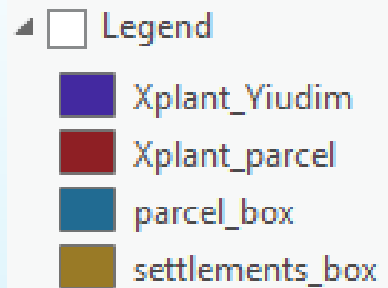 Legend
Xplant_Yiudim
Xplant_parcel
parcel_box
settlements_box